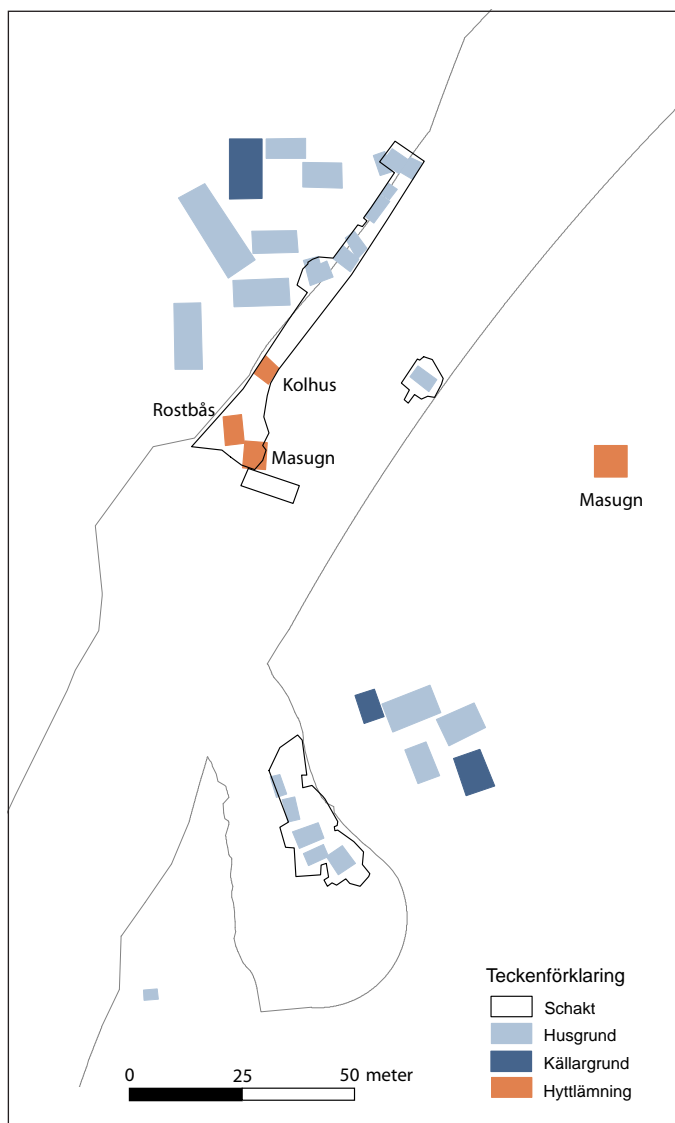 Kolhus
Rostbås
Masugn
Masugn
Teckenförklaring
Schakt
Husgrund
Källargrund
Hyttlämning
0 25 50 meter